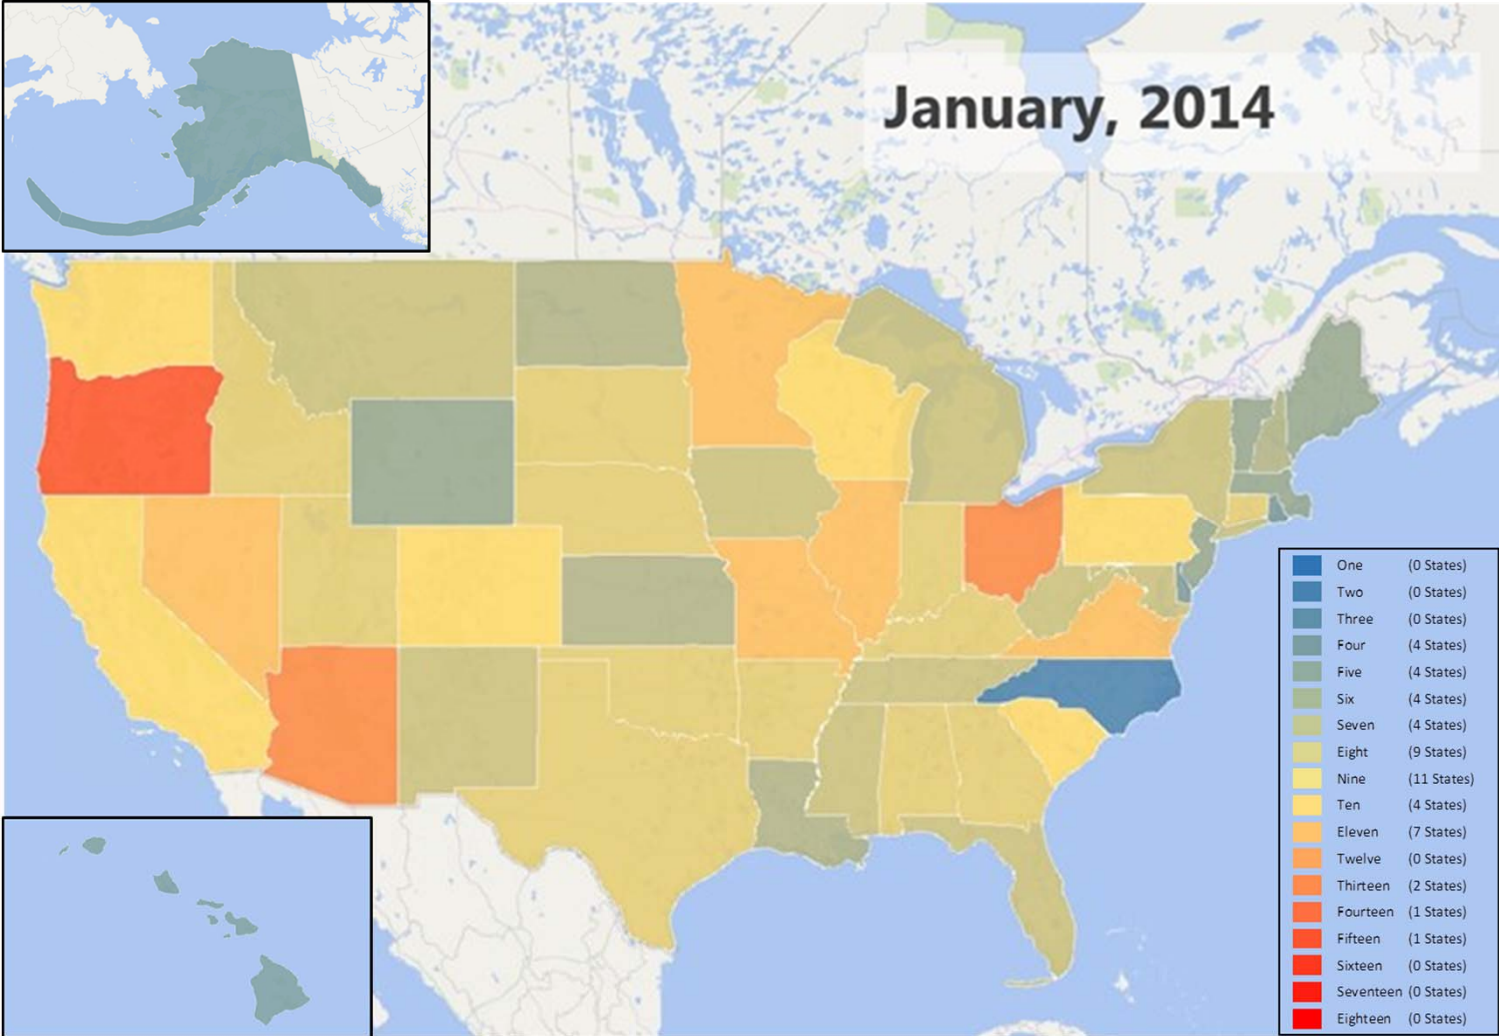 January, 2014
One (0 States)
Two (0 States)
Three (0 States)
Four (4 States)
Five (4 States)
Six (4 States)
Seven (4 States)
Eight (9 States)
Nine (11 States)
Ten (4 States)
Eleven (7 States)
Twelve (0 States)
Thirteen (2 States)
Fourteen (1 States)
Fifteen (1 States)
Sixteen (0 States)
Seventeen (0 States)
Eighteen (0 States)